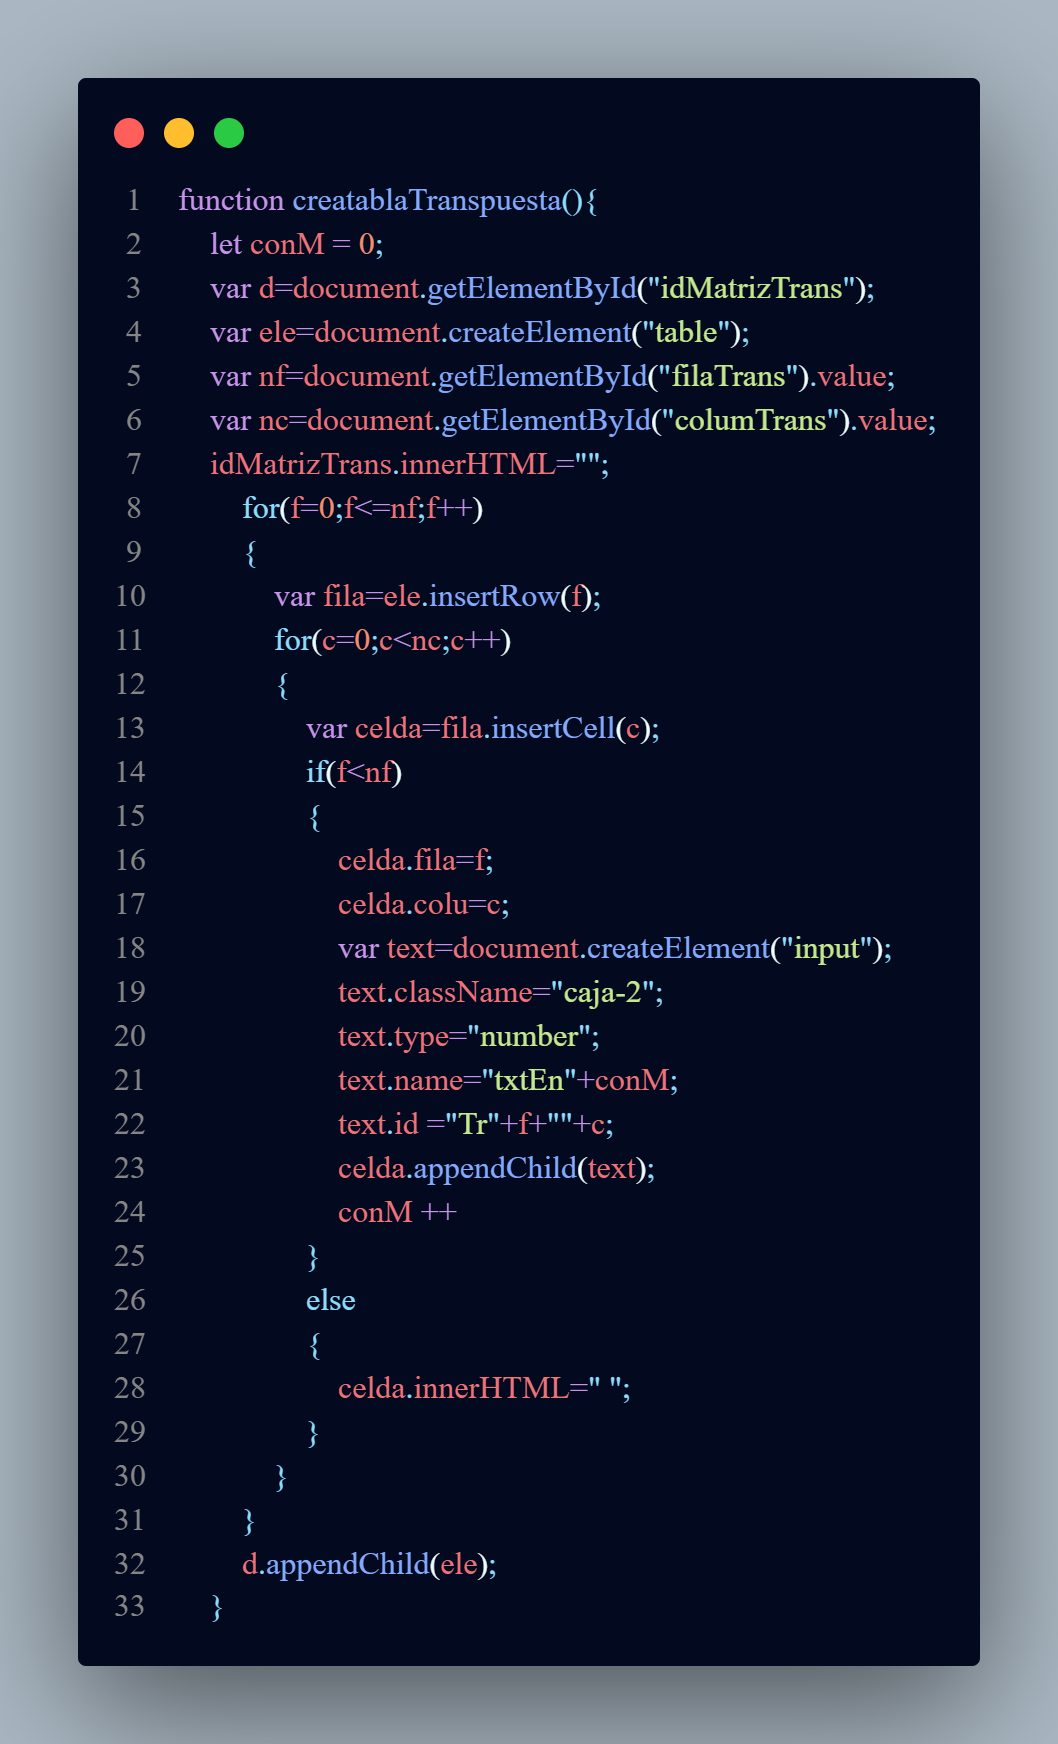 1 function creatablaTranspuesta(){
2 let conM = 0;
3 var d=document.getElementById("idMatrizTrans");
4 var ele=document.createElement("table");
5 var nf=document.getElementById("filaTrans").value;
6 var nc=document.getElementById("columTrans").value;
7 idMatrizTrans.innerHTML="";
8 for(f=0;f<=nf;f++)
9 {
10 var fila=ele.insertRow(f);
11 for(c=0;c<nc;c++)
12 {
13 var celda=fila.insertCell(c);
14 if(f<nf)
15 {
16 celda.fila=f;
17 celda.colu=c;
18 var text=document.createElement("input");
19 text.className="caja-2";
20 text.type="number";
21 text.name="txtEn"+conM;
22 text.id ="Tr"+f+""+c;
23 celda.appendChild(text);
24 conM ++
25 }
26 else
27 {
28 celda.innerHTML=" ";
29 }
30 }
31 }
32 d.appendChild(ele);
33 }